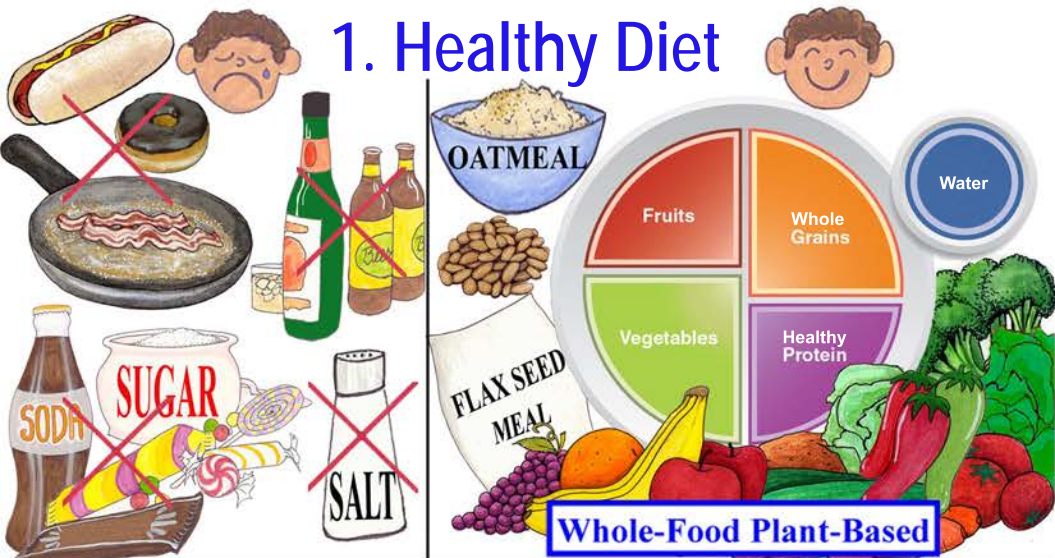 1. Healthy Diet
OATMEAL
Water
Fruits
Whole
Grains
Vegetables
Healthy
Protein
SODA
SUGAR
FLAX SEED
MEAL
SALT
Whole-Food Plant-Based